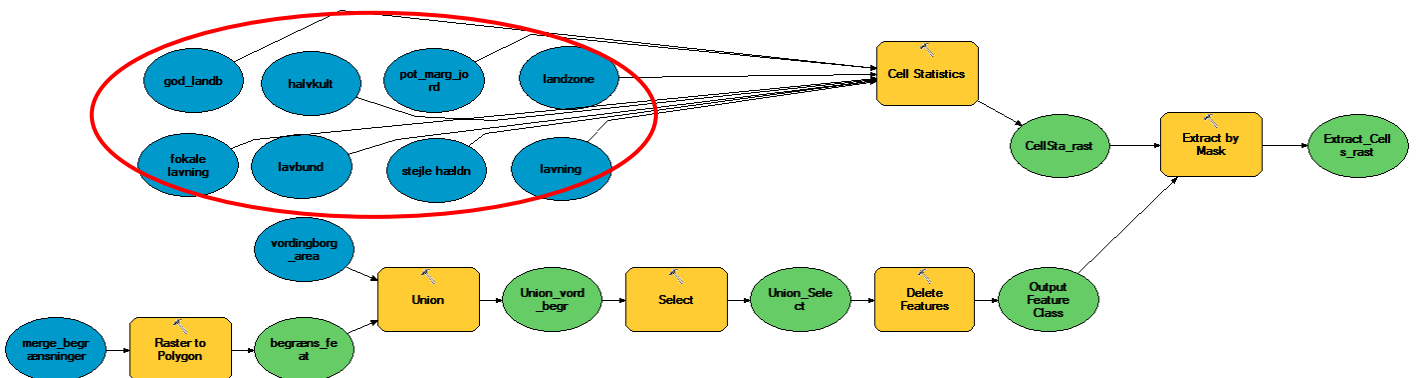 god_landb
halvkult
pot_marg_jo
rd
landzone
Cell Statistics
fokale
lavning
lavbund
stejle hældn
lavning
CellSta_rast
Extract by
Mask
Extract_Cell
s_rast
vordingborg
_area
Union
Union_vord
_begr
Select
Union_Sele
ct
Delete
Features
Output
Feature
Class
merge_begr
ænsninger
Raster to
Polygon
begræns_fe
at